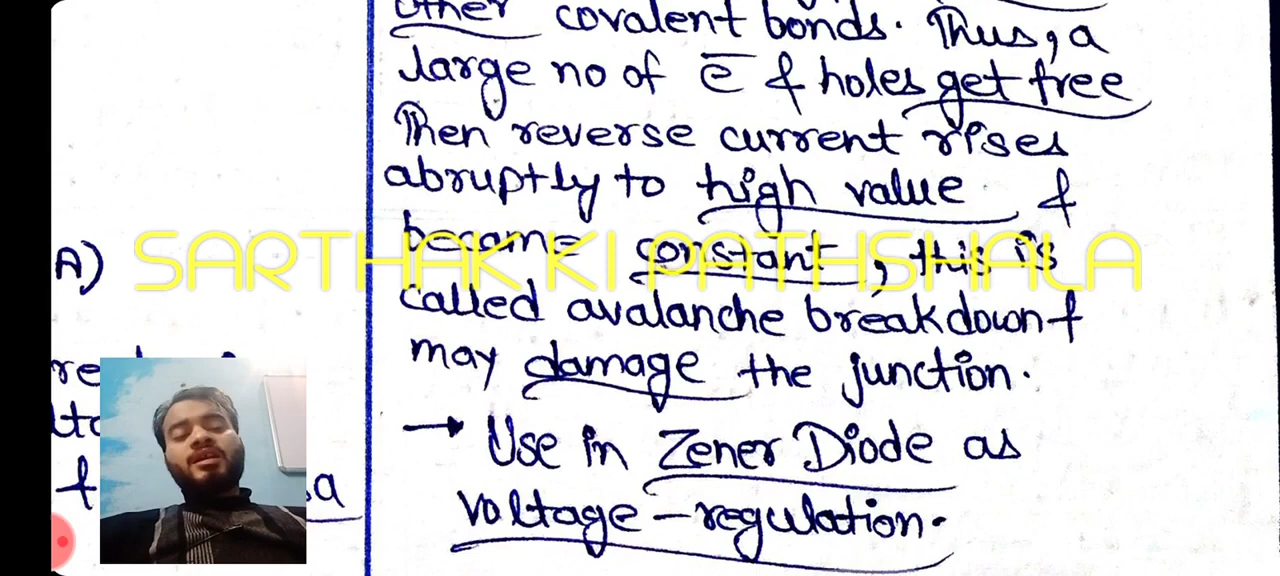 other covalent bonds. Thus, a
large no of e̅ & holes get free
Then reverse current rises
abruptly to high value &
became constant, this is
A)
SARTHAK KI PATHSHALA
called avalanche breakdown &
may damage the junction.
→ Use in Zener Diode as
voltage-regulation.